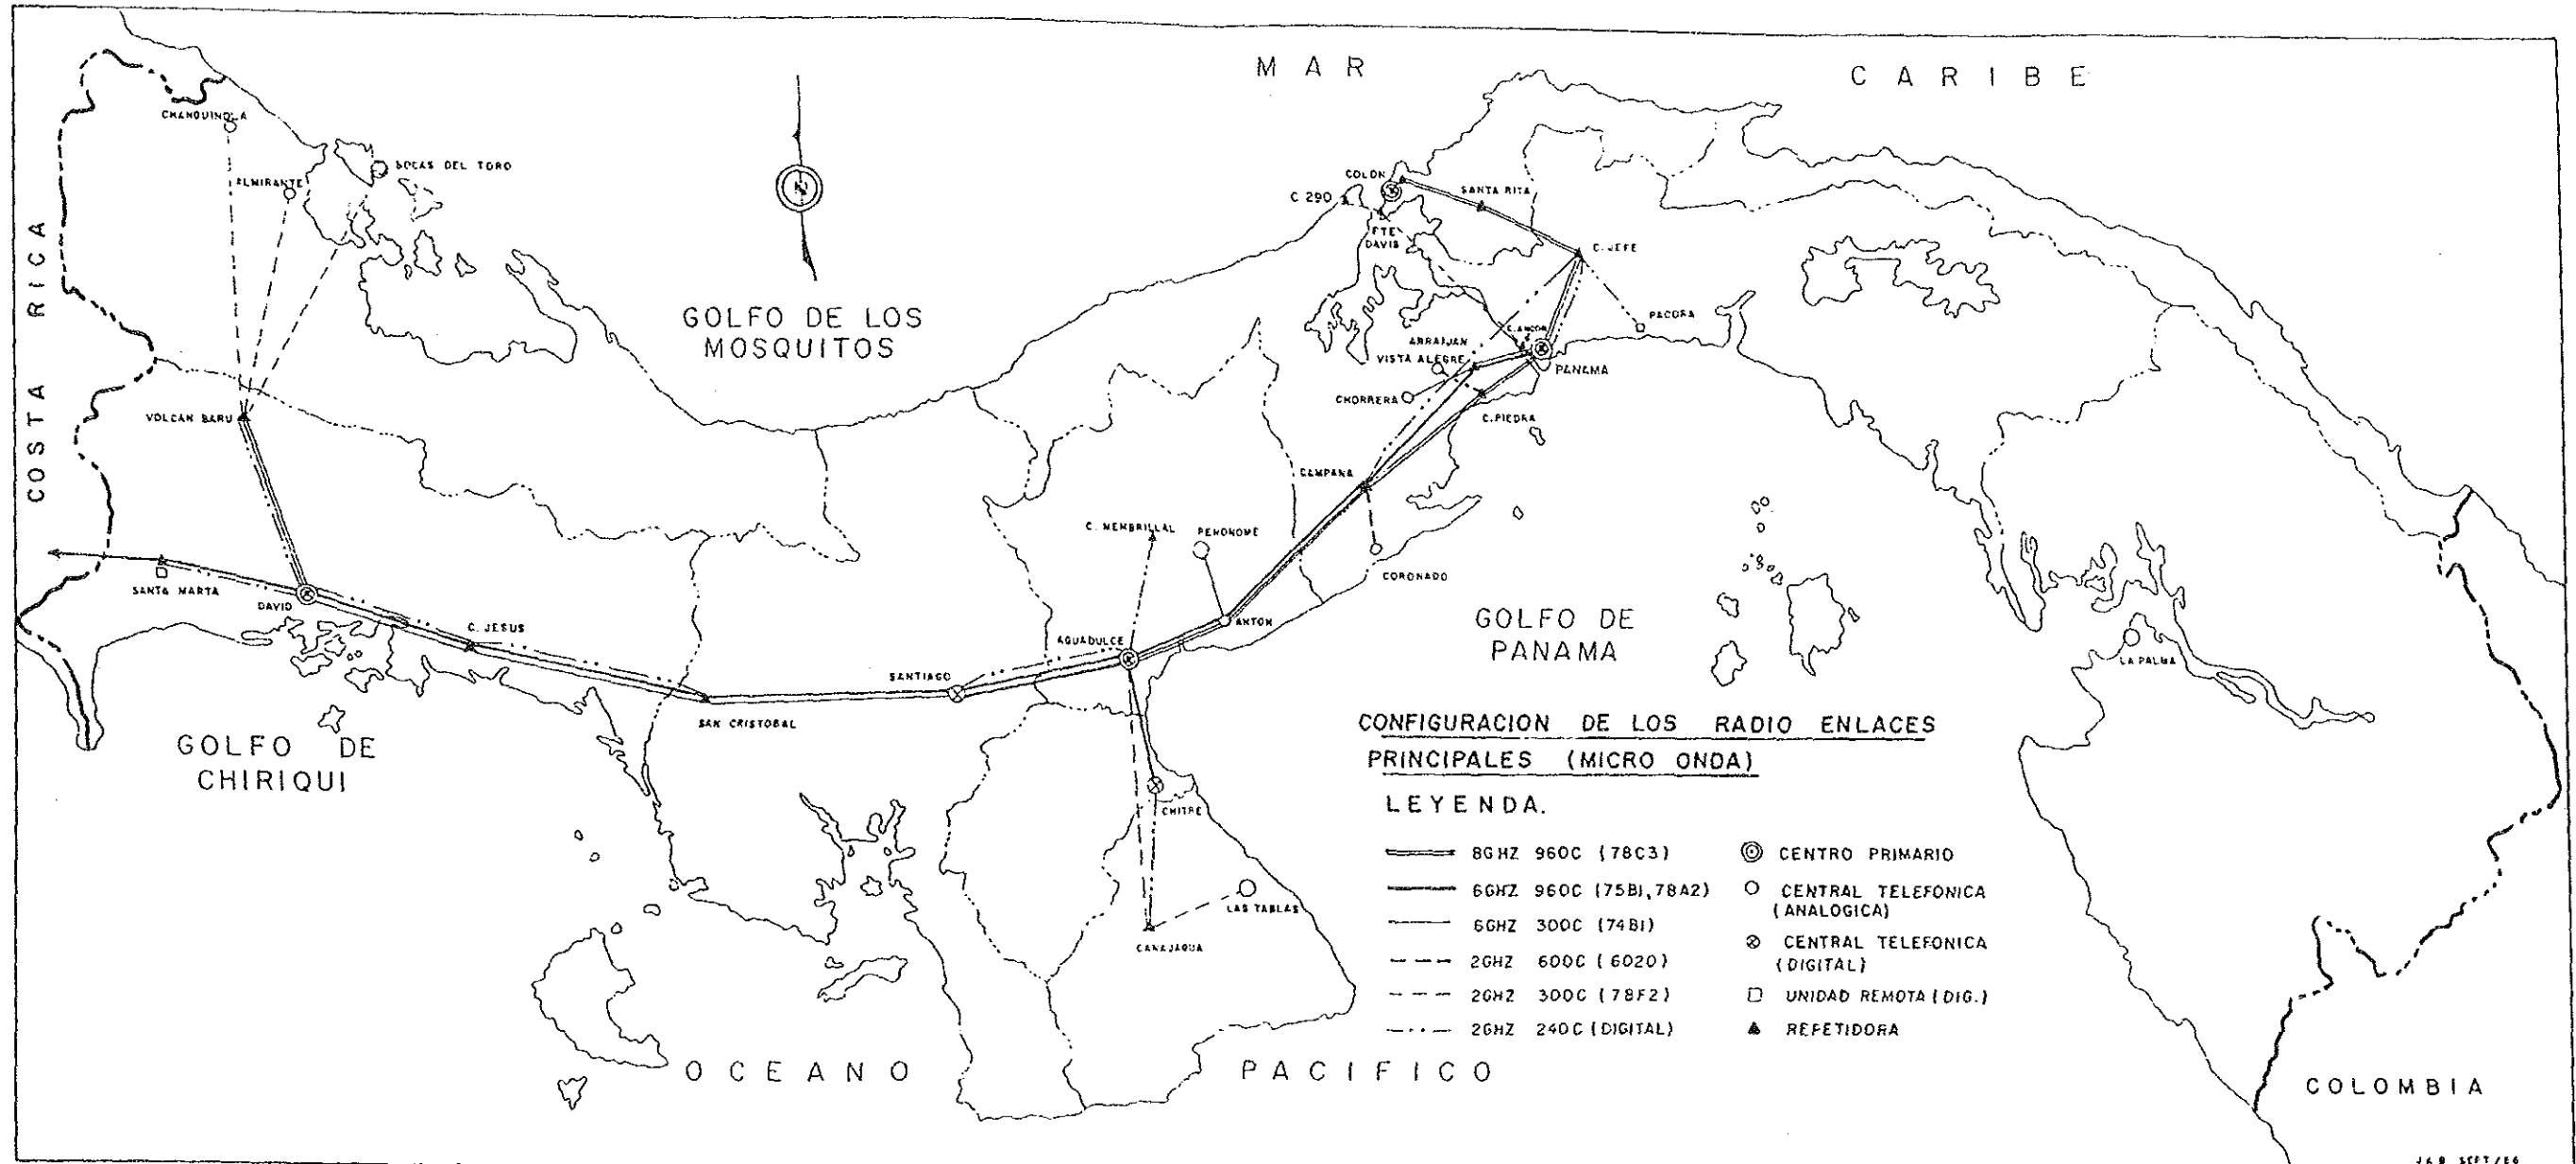 MAR CARIBE
COSTA RICA
CHANGUINOLA
ALMIRANTE
BOCAS DEL TORO
N
GOLFO DE LOS
MOSQUITOS
COLON
C 290
FTE
DAVIS
SANTA RITA
C. JEFE
PACORA
C. ANCON
ARRAIJAN
VISTA ALEGRE
PANAMA
CHORRERA
C. PIEDRA
CAMPANA
CORONADO
VOLCAN BARU
SANTA MARTA
DAVID
C. JESUS
SAN CRISTOBAL
SANTIAGO
AGUADULCE
C. MEMBRILLAL
PENONOME
ANTON
CHITRE
CANAJAGUA
LAS TABLAS
LA PALMA
GOLFO DE
PANAMA
GOLFO DE
CHIRIQUI
CONFIGURACION DE LOS RADIO ENLACES
PRINCIPALES (MICRO ONDA)
LEYENDA.
8GHZ 960C (78C3)
6GHZ 960C (75B1,78A2)
6GHZ 300C (74B1)
2GHZ 600C (6020)
2GHZ 300C (78F2)
2GHZ 240C (DIGITAL)
CENTRO PRIMARIO
CENTRAL TELEFONICA
(ANALOGICA)
CENTRAL TELEFONICA
(DIGITAL)
UNIDAD REMOTA (DIG.)
REPETIDORA
OCEANO PACIFICO
COLOMBIA